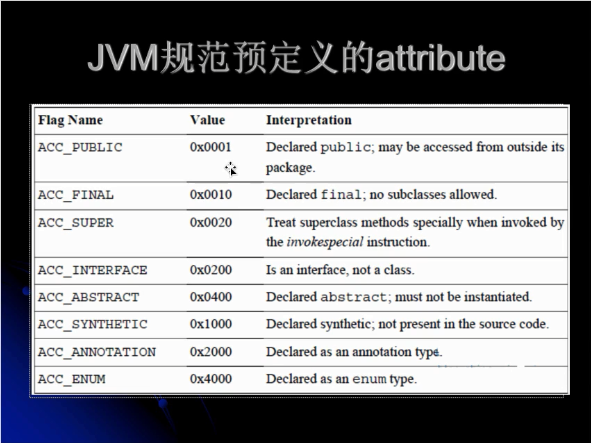 JVM规范预定义的attribute
Flag Name Value Interpretation
ACC_PUBLIC 0x0001 Declared public; may be accessed from outside its
package.
ACC_FINAL 0x0010 Declared final; no subclasses allowed.
ACC_SUPER 0x0020 Treat superclass methods specially when invoked by
the invokespecial instruction.
ACC_INTERFACE 0x0200 Is an interface, not a class.
ACC_ABSTRACT 0x0400 Declared abstract; must not be instantiated.
ACC_SYNTHETIC 0x1000 Declared synthetic; not present in the source code.
ACC_ANNOTATION 0x2000 Declared as an annotation type.
ACC_ENUM 0x4000 Declared as an enum type.